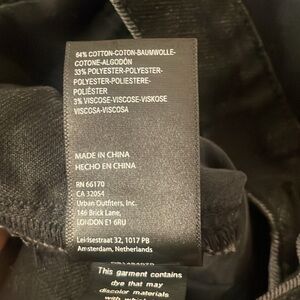 64% COTTON-COTON-BAUMWOLLE-
COTONE-ALGODÓN
33% POLYESTER-POLYESTER-
POLYESTER-POLIESTERE-
POLIÉSTER
3% VISCOSE-VISCOSE-VISKOSE
VISCOSA-VISCOSA
MADE IN CHINA
HECHO EN CHINA
RN 66170
CA 32054
Urban Outfitters, Inc.
146 Brick Lane,
LONDON E1 6RU
Leidsestraat 32, 1017 PB
Amsterdam, Netherlands
This garment contains
dye that may
discolor materials